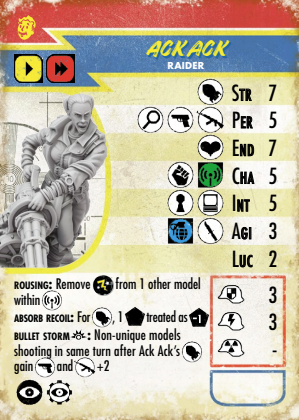 ACK ACK
RAIDER
STR 7
PER 5
END 7
CHA 5
INT 5
AGI 3
LUC 2
ROUSING: Remove from 1 other model
within
ABSORB RECOIL: For , 1 treated as -1
BULLET STORM : Non-unique models
shooting in same turn after Ack Ack's
gain and +2
3
3
-